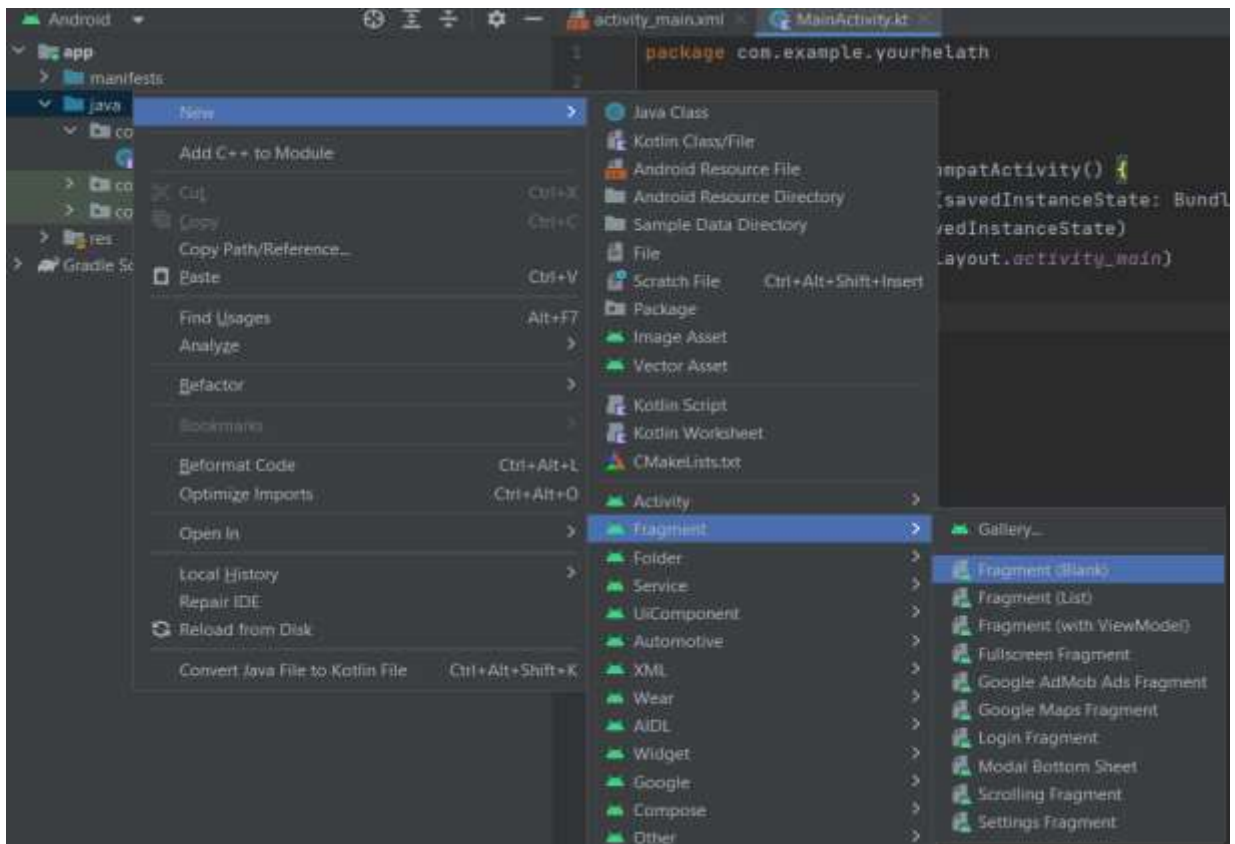 Android
activity_main.xml
MainActivity.kt
app
manifests
java
co
co
co
res
Gradle Sc
1
2
package com.example.yourhelath
mpatActivity() {
(savedInstanceState: Bundl
vedInstanceState)
layout.activity_main)
New
Add C++ to Module
Cut Ctrl+X
Copy Ctrl+C
Copy Path/Reference...
Paste Ctrl+V
Find Usages Alt+F7
Analyze
Refactor
Bookmarks
Reformat Code Ctrl+Alt+L
Optimize Imports Ctrl+Alt+O
Open In
Local History
Repair IDE
Reload from Disk
Convert Java File to Kotlin File Ctrl+Alt+Shift+K
Java Class
Kotlin Class/File
Android Resource File
Android Resource Directory
Sample Data Directory
File
Scratch File Ctrl+Alt+Shift+Insert
Package
Image Asset
Vector Asset
Kotlin Script
Kotlin Worksheet
CMakeLists.txt
Activity
Fragment
Folder
Service
UiComponent
Automotive
XML
Wear
AIDL
Widget
Google
Compose
Other
Gallery...
Fragment (Blank)
Fragment (List)
Fragment (with ViewModel)
Fullscreen Fragment
Google AdMob Ads Fragment
Google Maps Fragment
Login Fragment
Modal Bottom Sheet
Scrolling Fragment
Settings Fragment